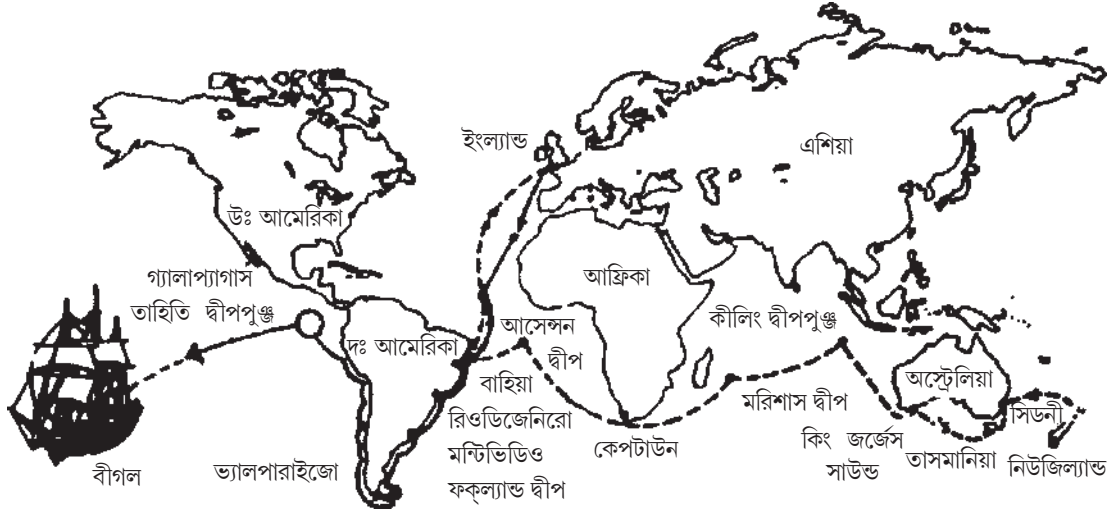 ইংল্যান্ড
এশিয়া
উঃ আমেরিকা
গ্যালাপ্যাগাস
তাহিতি দ্বীপপুঞ্জ
আফ্রিকা
দঃ আমেরিকা
আসেন্সন
দ্বীপ
কীলিং দ্বীপপুঞ্জ
অস্ট্রেলিয়া
বাহিয়া
রিওডিজেনিরো
মন্টিভিডিও
ফক্‌ল্যান্ড দ্বীপ
কেপটাউন
মরিশাস দ্বীপ
কিং জর্জেস
সাউন্ড
তাসমানিয়া
সিডনী
নিউজিল্যান্ড
বীগল
ভ্যালপারাইজো